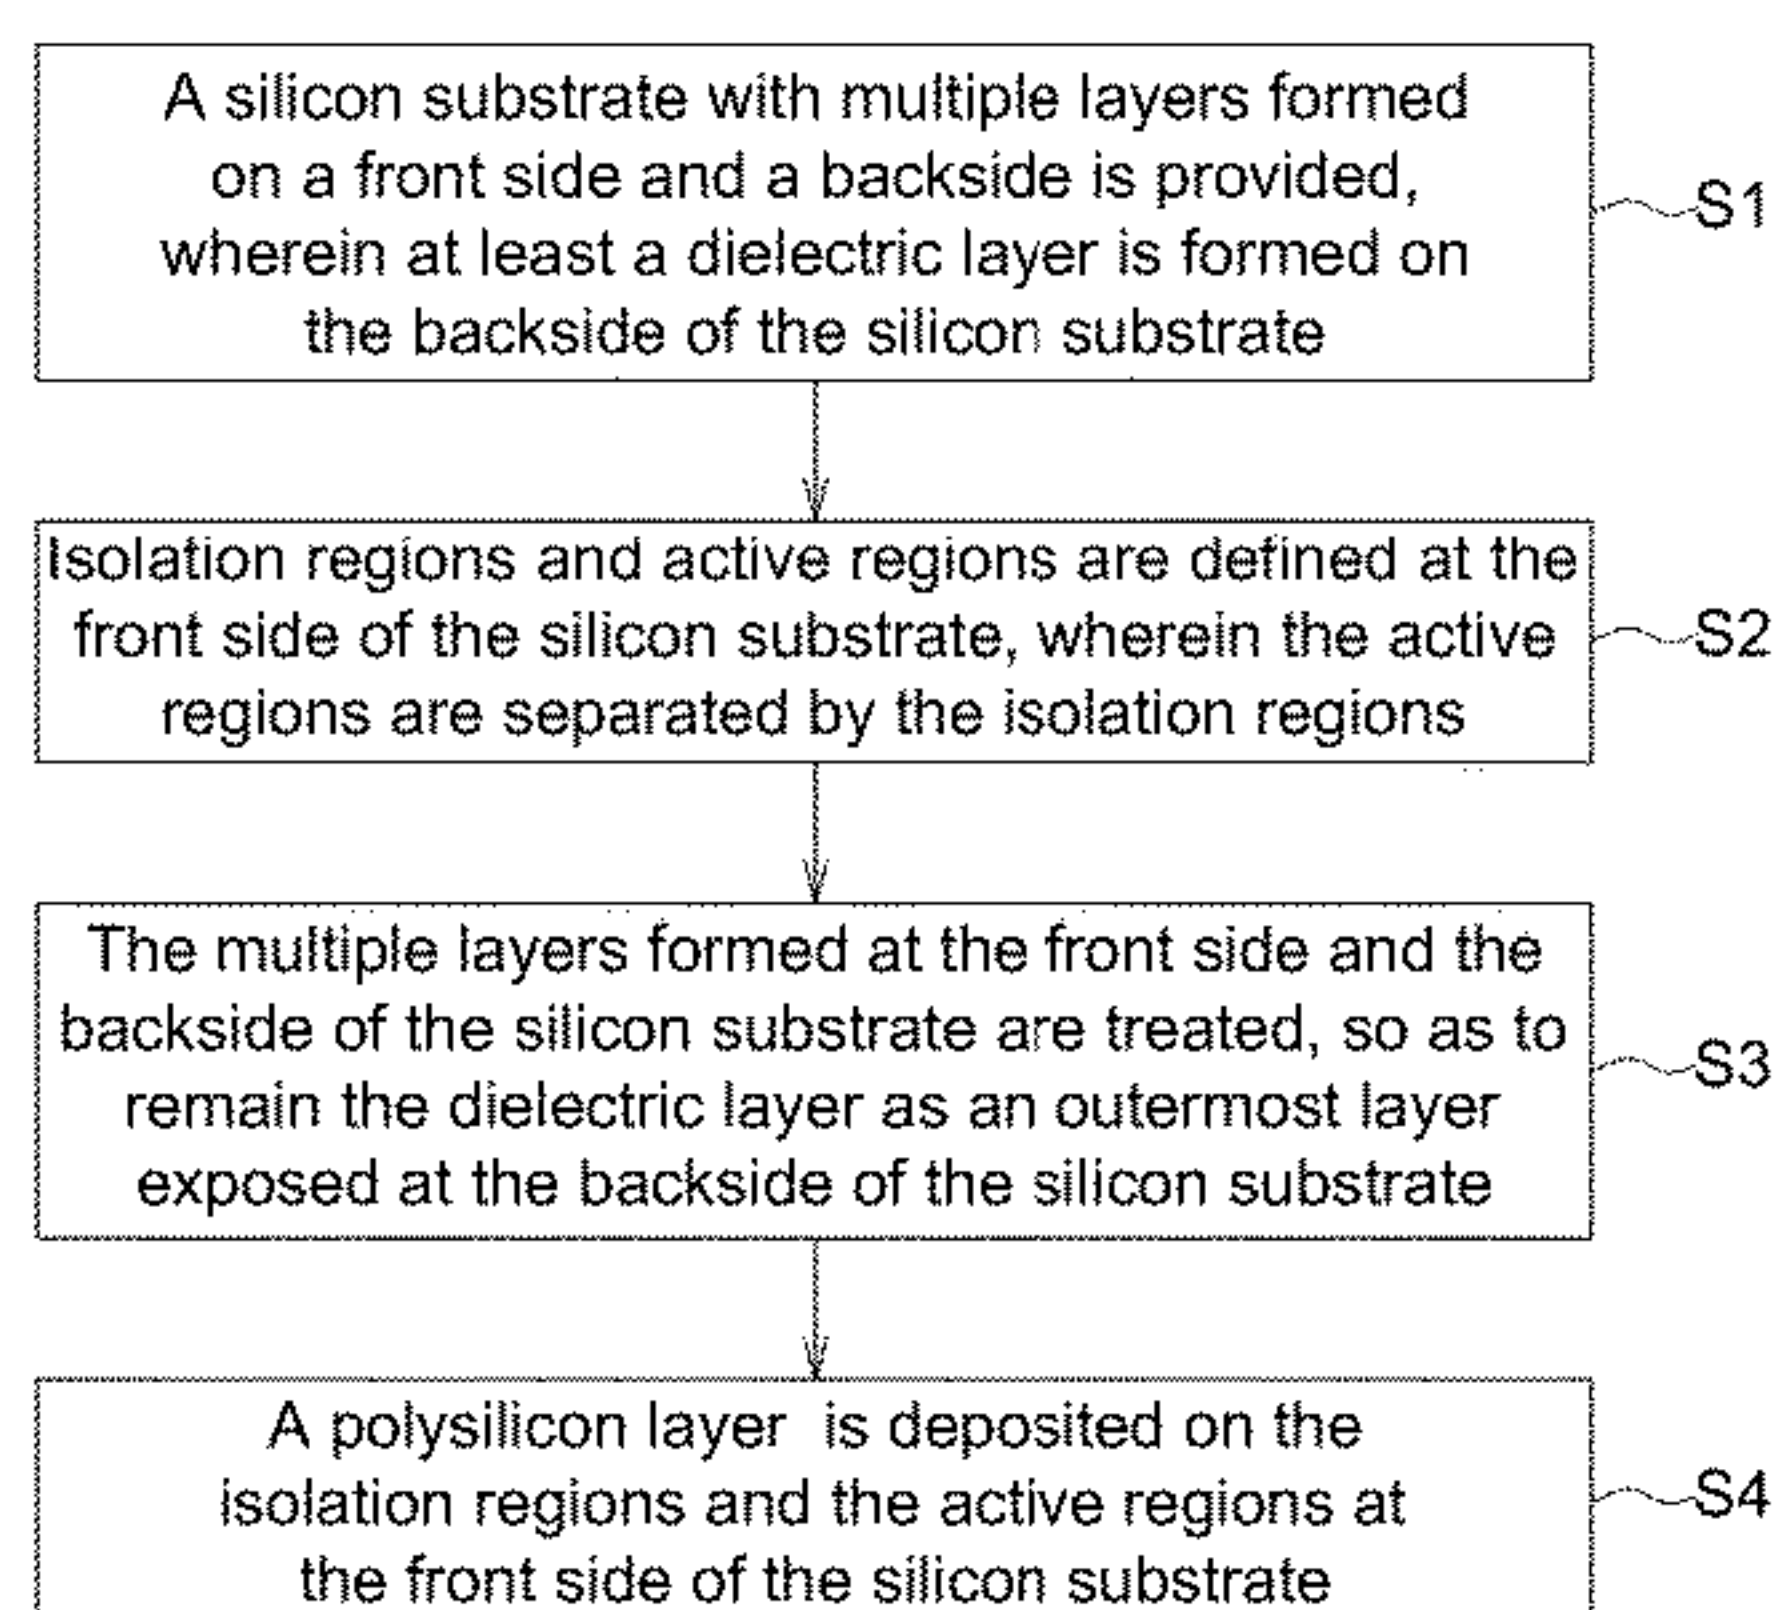 A silicon substrate with multiple layers formed
on a front side and a backside is provided,
wherein at least a dielectric layer is formed on
the backside of the silicon substrate
S1
Isolation regions and active regions are defined at the
front side of the silicon substrate, wherein the active
regions are separated by the isolation regions
S2
The multiple layers formed at the front side and the
backside of the silicon substrate are treated, so as to
remain the dielectric layer as an outermost layer
exposed at the backside of the silicon substrate
S3
A polysilicon layer is deposited on the
isolation regions and the active regions at
the front side of the silicon substrate
S4